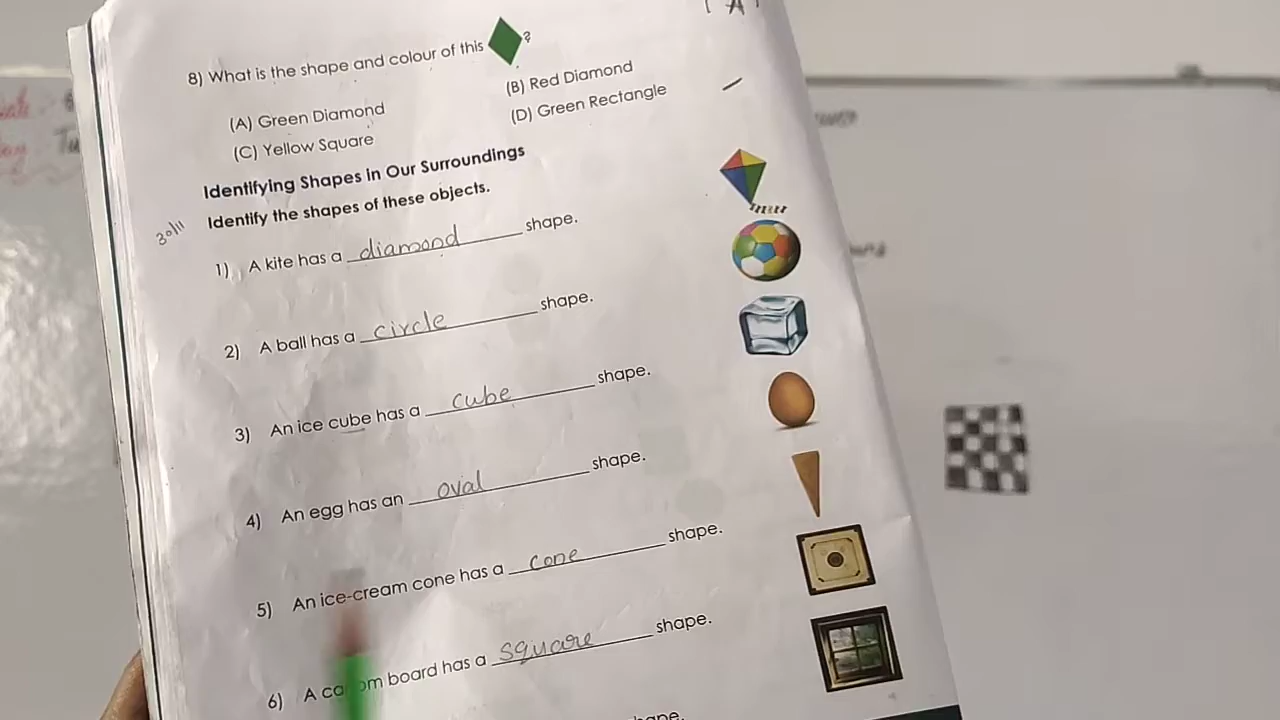 (A)
8) What is the shape and colour of this ?
(A) Green Diamond (B) Red Diamond
(C) Yellow Square (D) Green Rectangle
Identifying Shapes in Our Surroundings
30/11 Identify the shapes of these objects.
1) A kite has a diamond shape.
2) A ball has a circle shape.
3) An ice cube has a cube shape.
4) An egg has an oval shape.
5) An ice-cream cone has a cone shape.
6) A ca om board has a square shape.